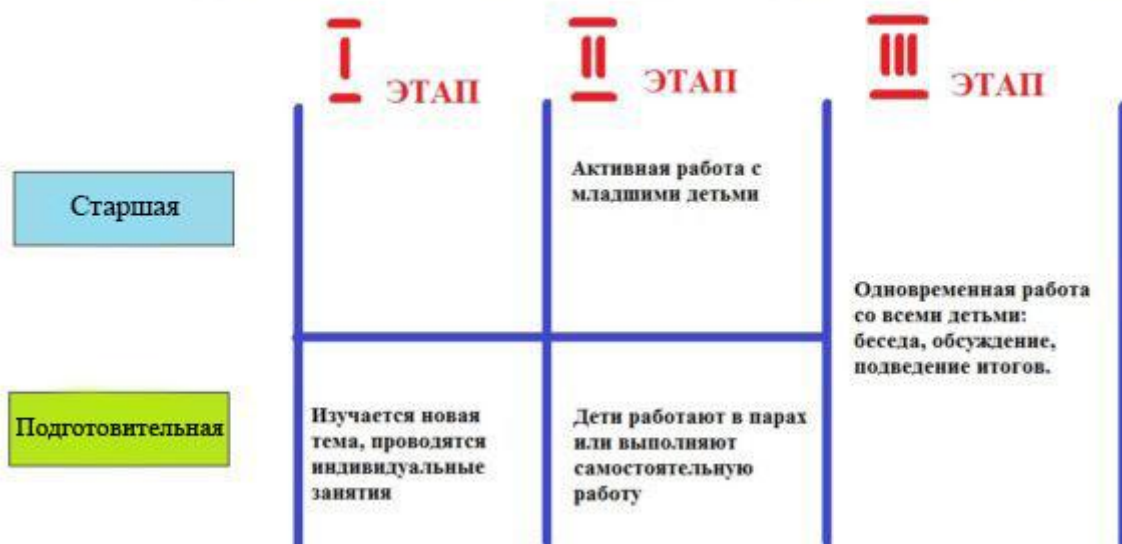 I ЭТАП
II ЭТАП
III ЭТАП
Старшая
Активная работа с
младшими детьми
Одновременная работа
со всеми детьми:
беседа, обсуждение,
подведение итогов.
Подготовительная
Изучается новая
тема, проводятся
индивидуальные
занятия
Дети работают в парах
или выполняют
самостоятельную
работу